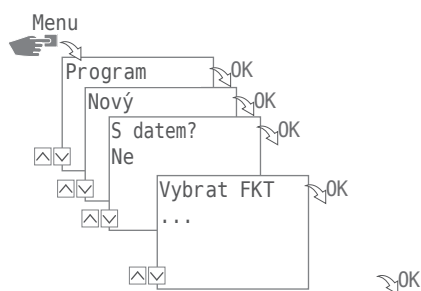 Menu
Program OK
Nový OK
S datem? OK
Ne
Vybrat FKT OK
...
OK